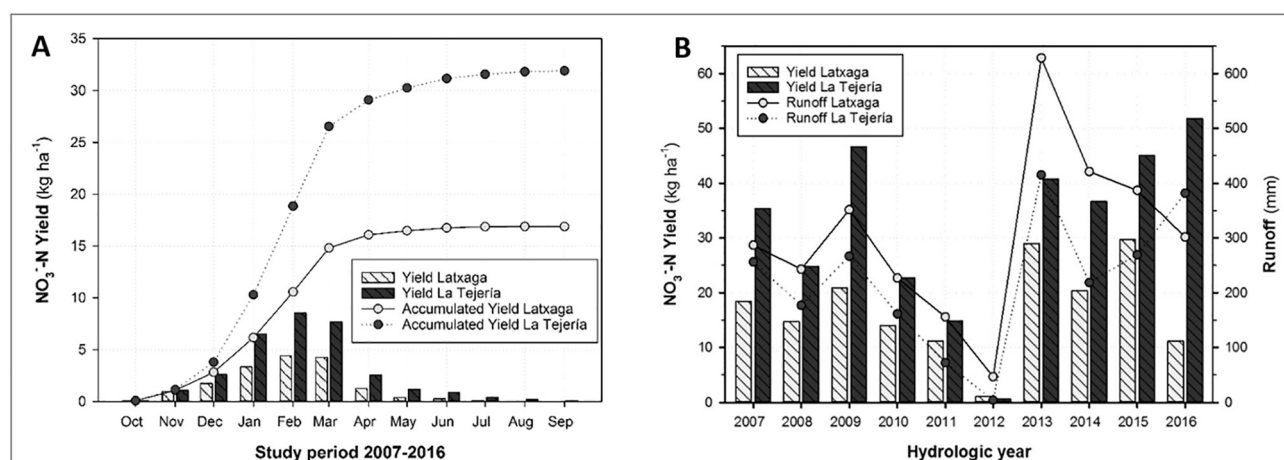 A
NO₃⁻-N Yield (kg ha⁻¹)
35
30
25
20
15
10
5
0
Yield Latxaga
Yield La Tejería
Accumulated Yield Latxaga
Accumulated Yield La Tejería
Oct Nov Dec Jan Feb Mar Apr May Jun Jul Aug Sep
Study period 2007-2016
B
NO₃⁻-N Yield (kg ha⁻¹)
60
50
40
30
20
10
0
Yield Latxaga
Yield La Tejería
Runoff Latxaga
Runoff La Tejería
600
500
400
300
200
100
0
Runoff (mm)
2007 2008 2009 2010 2011 2012 2013 2014 2015 2016
Hydrologic year